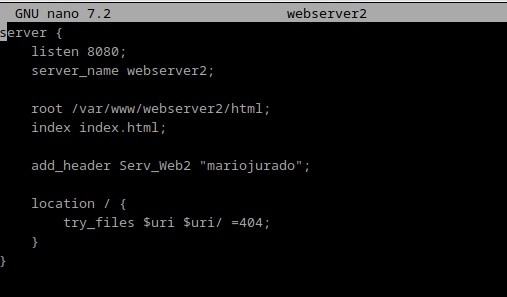 GNU nano 7.2 webserver2
server {
listen 8080;
server_name webserver2;
root /var/www/webserver2/html;
index index.html;
add_header Serv_Web2 "mariojurado";
location / {
try_files $uri $uri/ =404;
}
}